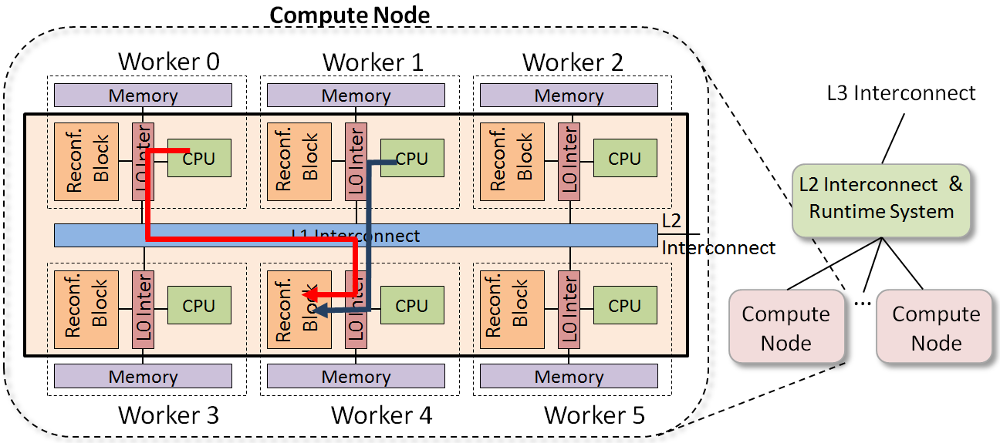 Compute Node
Worker 0
Worker 1
Worker 2
Memory
Memory
Memory
Reconf.
Block
L0 Inter
CPU
Reconf.
Block
L0 Inter
CPU
Reconf.
Block
L0 Inter
CPU
L1 Interconnect
L2
Interconnect
Reconf.
Block
L0 Inter
CPU
Reconf.
Block
L0 Inter
CPU
Reconf.
Block
L0 Inter
CPU
Memory
Memory
Memory
Worker 3
Worker 4
Worker 5
L3 Interconnect
L2 Interconnect &
Runtime System
Compute
Node
...
Compute
Node